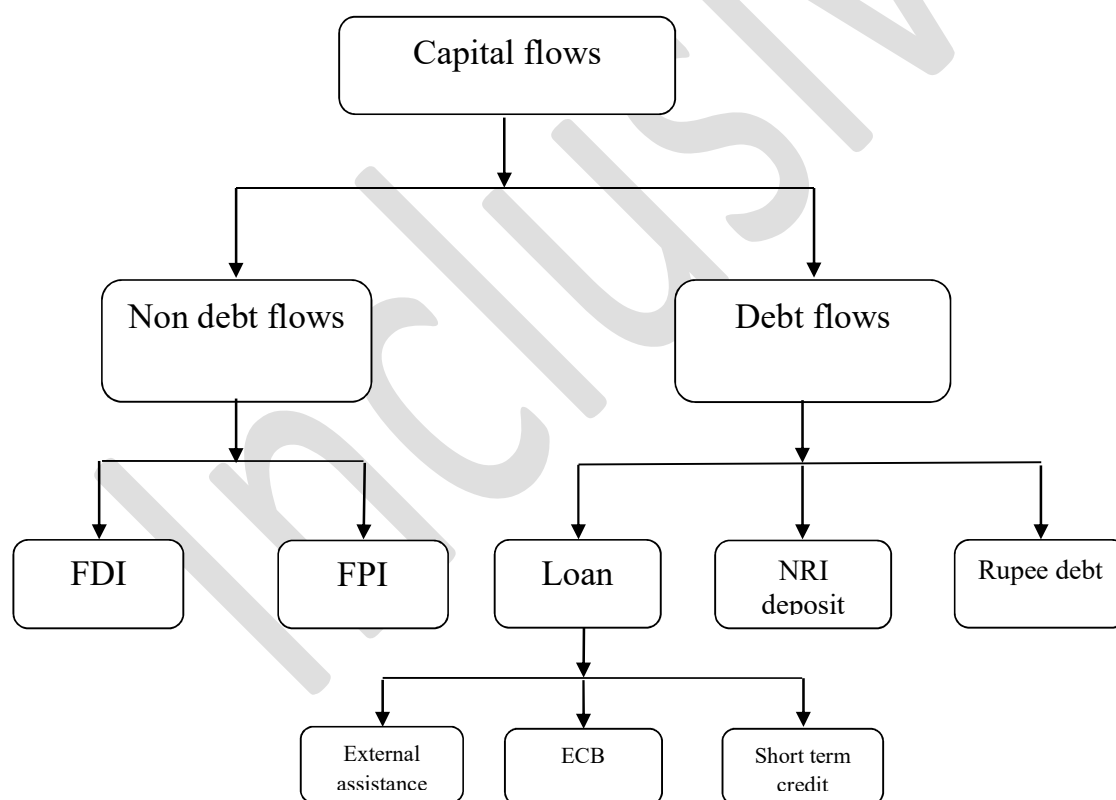 Capital flows
Non debt flows
Debt flows
FDI
FPI
Loan
NRI
deposit
Rupee debt
External
assistance
ECB
Short term
credit